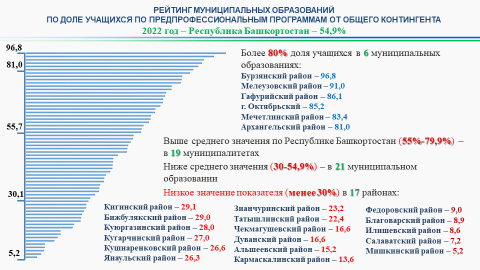 РЕЙТИНГ МУНИЦИПАЛЬНЫХ ОБРАЗОВАНИЙ
ПО ДОЛЕ УЧАЩИХСЯ ПО ПРЕДПРОФЕССИОНАЛЬНЫМ ПРОГРАММАМ ОТ ОБЩЕГО КОНТИНГЕНТА
2022 год – Республика Башкортостан – 54,9%
96,8
81,0
55,7
30,1
5,2
Более 80% доля учащихся в 6 муниципальных
образованиях:
Бурзянский район – 96,8
Мелеузовский район – 91,0
Гафурийский район – 86,1
г. Октябрьский – 85,2
Мечетлинский район – 83,4
Архангельский район – 81,0
Выше среднего значения по Республике Башкортостан (55%-79,9%) –
в 19 муниципалитетах
Ниже среднего значения (30-54,9%) – в 21 муниципальном
образовании
Низкое значение показателя (менее 30%) в 17 районах:
Кигинский район – 29,1
Бижбулякский район – 29,0
Куюргазинский район – 28,0
Кугарчинский район – 27,0
Кушнаренковский район – 26,6
Янаульский район – 26,3
Зианчуринский район – 23,2
Татышлинский район – 22,4
Чекмагушевский район – 16,6
Дуванский район – 16,6
Альшеевский район – 15,2
Кармаскалинский район – 13,6
Федоровский район – 9,0
Благоварский район – 8,9
Илишевский район – 8,6
Салаватский район – 7,2
Мишкинский район – 5,2